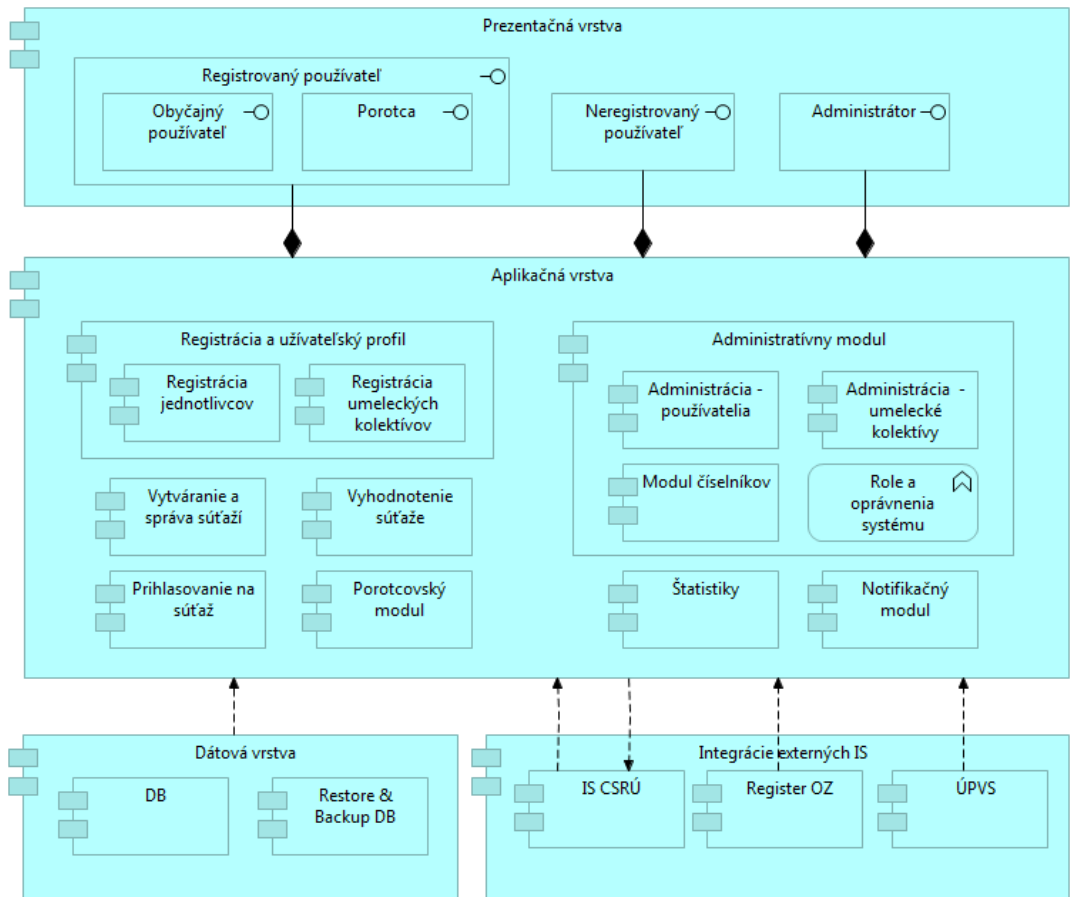 Prezentačná vrstva
Registrovaný používateľ
Obyčajný
používateľ
Porotca
Neregistrovaný
používateľ
Administrátor
Aplikačná vrstva
Registrácia a užívateľský profil
Registrácia
jednotlivcov
Registrácia
umeleckých
kolektívov
Administratívny modul
Administrácia -
používatelia
Administrácia -
umelecké
kolektívy
Modul číselníkov
Role a
oprávnenia
systému
Vytváranie a
správa súťaží
Vyhodnotenie
súťaže
Prihlasovanie na
súťaž
Porotcovský
modul
Štatistiky
Notifikačný
modul
Dátová vrstva
DB
Restore &
Backup DB
Integrácie externých IS
IS CSRÚ
Register OZ
ÚPVS